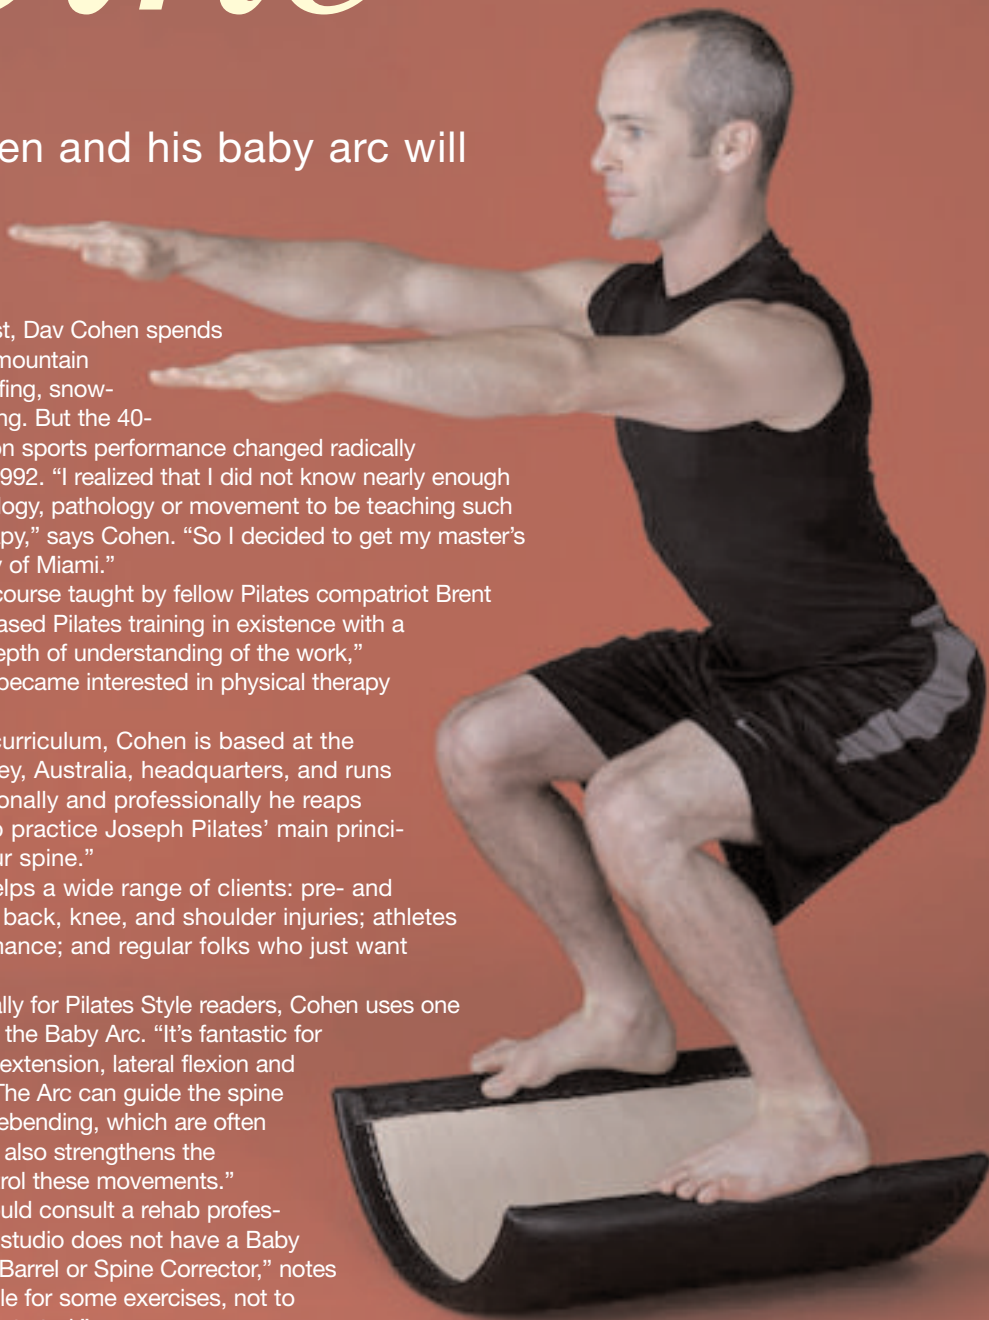 en and his baby arc will
st, Dav Cohen spends
mountain
fing, snow-
ng. But the 40-
on sports performance changed radically
992. “I realized that I did not know nearly enough
logy, pathology or movement to be teaching such
py,” says Cohen. “So I decided to get my master’s
y of Miami.”
course taught by fellow Pilates compatriot Brent
ased Pilates training in existence with a
epth of understanding of the work,”
became interested in physical therapy
curriculum, Cohen is based at the
ey, Australia, headquarters, and runs
onally and professionally he reaps
o practice Joseph Pilates’ main princi-
ur spine.”
elps a wide range of clients: pre- and
back, knee, and shoulder injuries; athletes
mance; and regular folks who just want
ally for Pilates Style readers, Cohen uses one
the Baby Arc. “It’s fantastic for
extension, lateral flexion and
The Arc can guide the spine
ebending, which are often
also strengthens the
rol these movements.”
uld consult a rehab profes-
studio does not have a Baby
Barrel or Spine Corrector,” notes
le for some exercises, not to